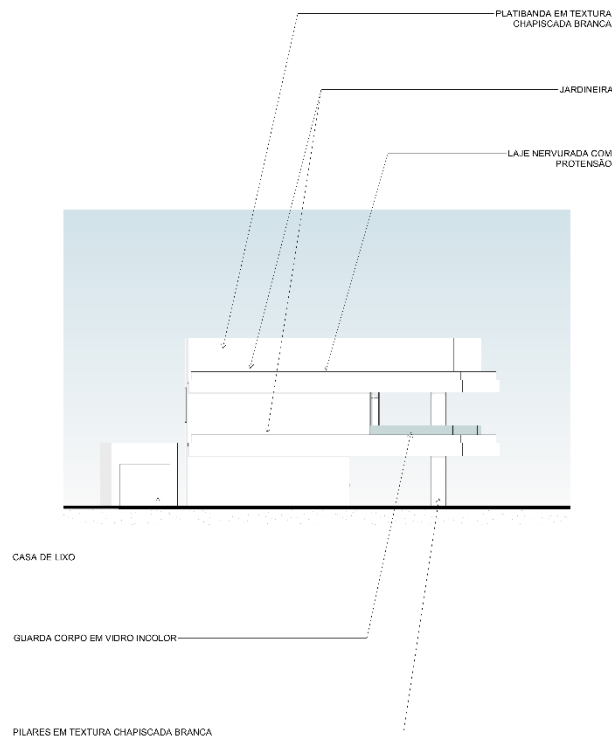 PLATIBANDA EM TEXTURA
CHAPISCADA BRANCA
JARDINEIRA
LAJE NERVURADA COM
PROTENSÃO
CASA DE LIXO
GUARDA CORPO EM VIDRO INCOLOR
PILARES EM TEXTURA CHAPISCADA BRANCA